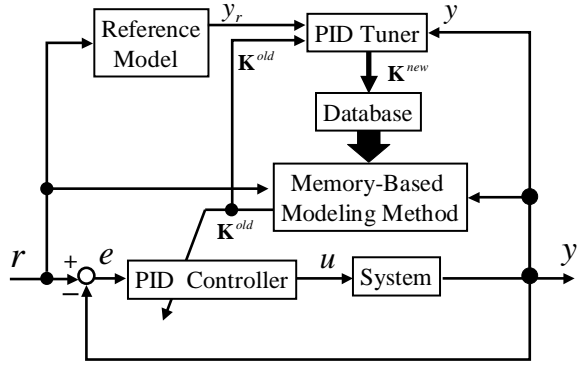 Reference
Model
y_r
y
PID Tuner
K^old
K^new
Database
Memory-Based
Modeling Method
K^old
r
+
−
e
PID Controller
u
System
y